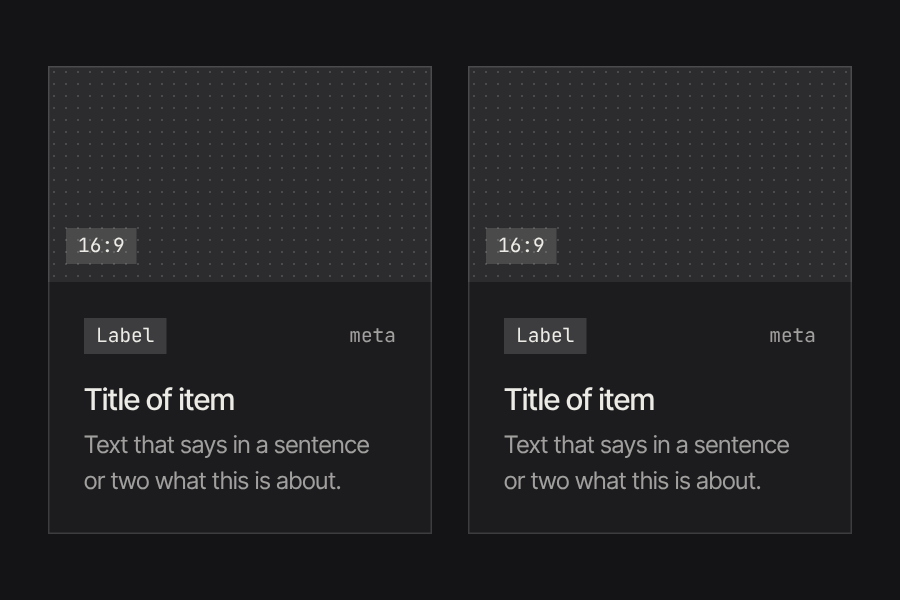 16:9
Label
meta
Title of item
Text that says in a sentence
or two what this is about.
16:9
Label
meta
Title of item
Text that says in a sentence
or two what this is about.